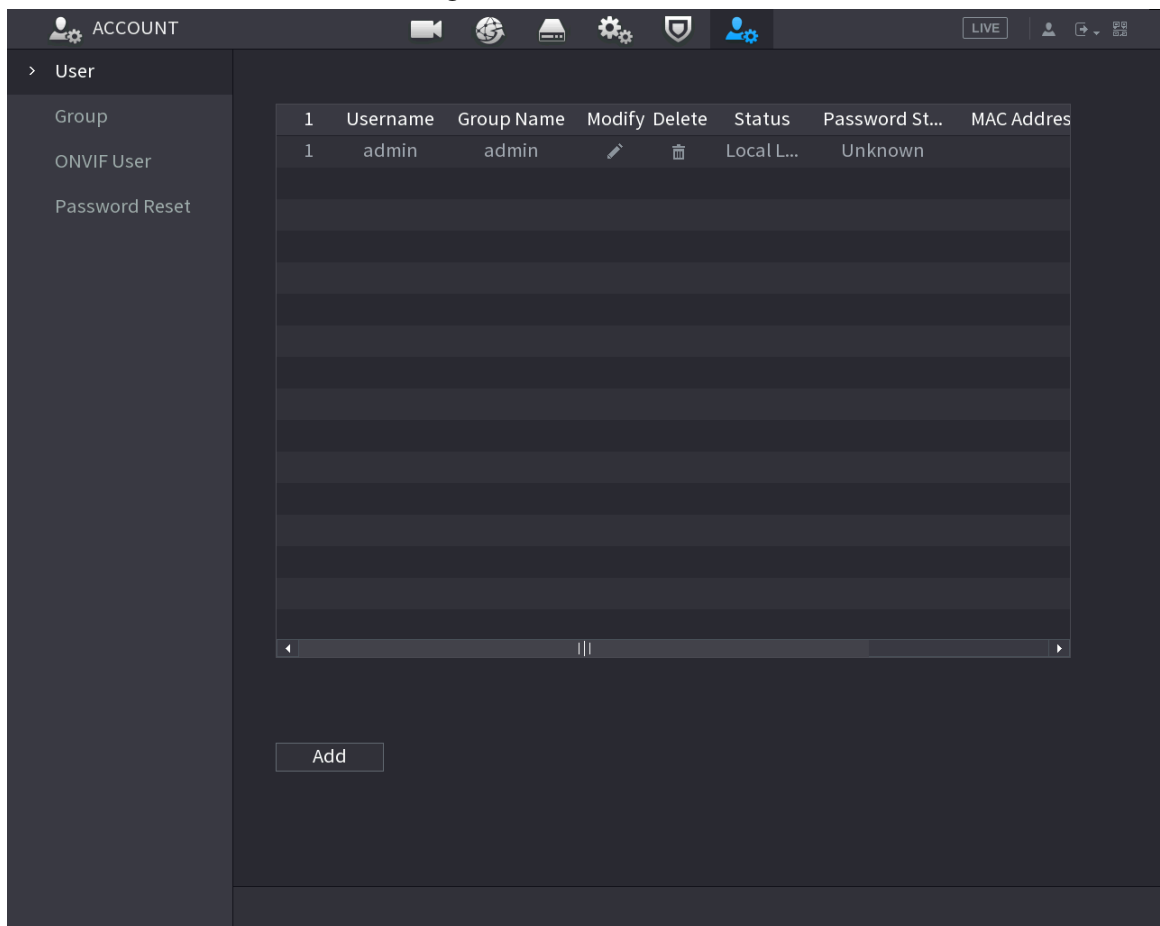 ACCOUNT LIVE
User
Group
ONVIF User
Password Reset
1 Username Group Name Modify Delete Status Password St... MAC Addres
1 admin admin Local L... Unknown
Add